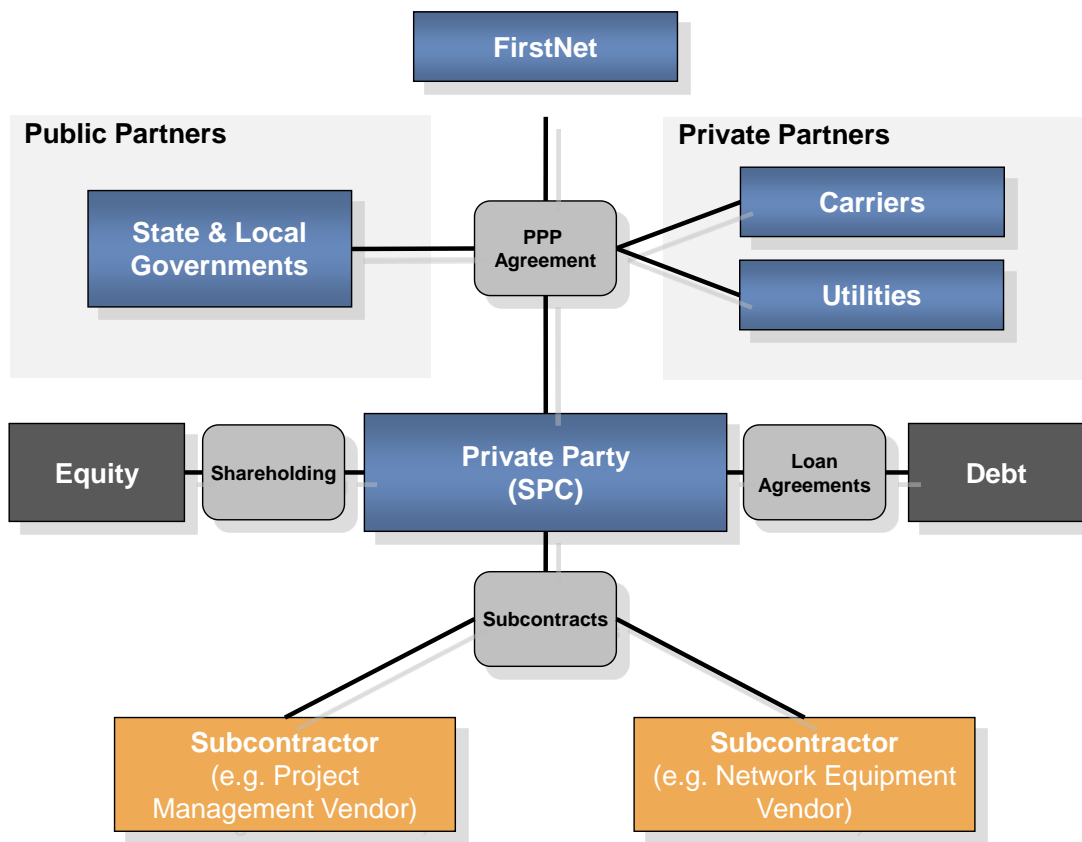 FirstNet
Public Partners
Private Partners
State & Local
Governments
PPP
Agreement
Carriers
Utilities
Equity
Shareholding
Private Party
(SPC)
Loan
Agreements
Debt
Subcontracts
Subcontractor
(e.g. Project
Management Vendor)
Subcontractor
(e.g. Network Equipment
Vendor)